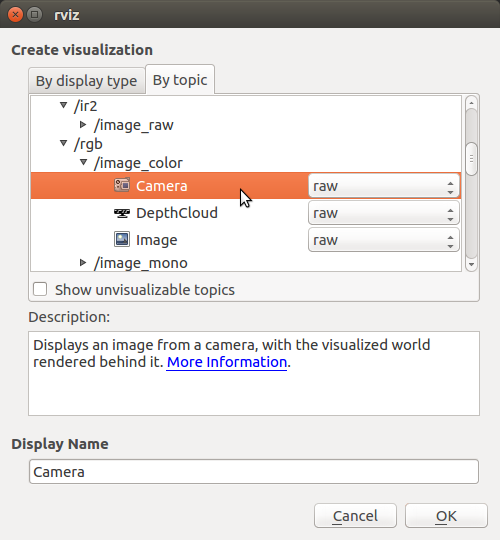 rviz
Create visualization
By display type
By topic
/ir2
/image_raw
/rgb
/image_color
Camera raw
DepthCloud raw
Image raw
/image_mono
Show unvisualizable topics
Description:
Displays an image from a camera, with the visualized world
rendered behind it. More Information.
Display Name
Camera
Cancel OK